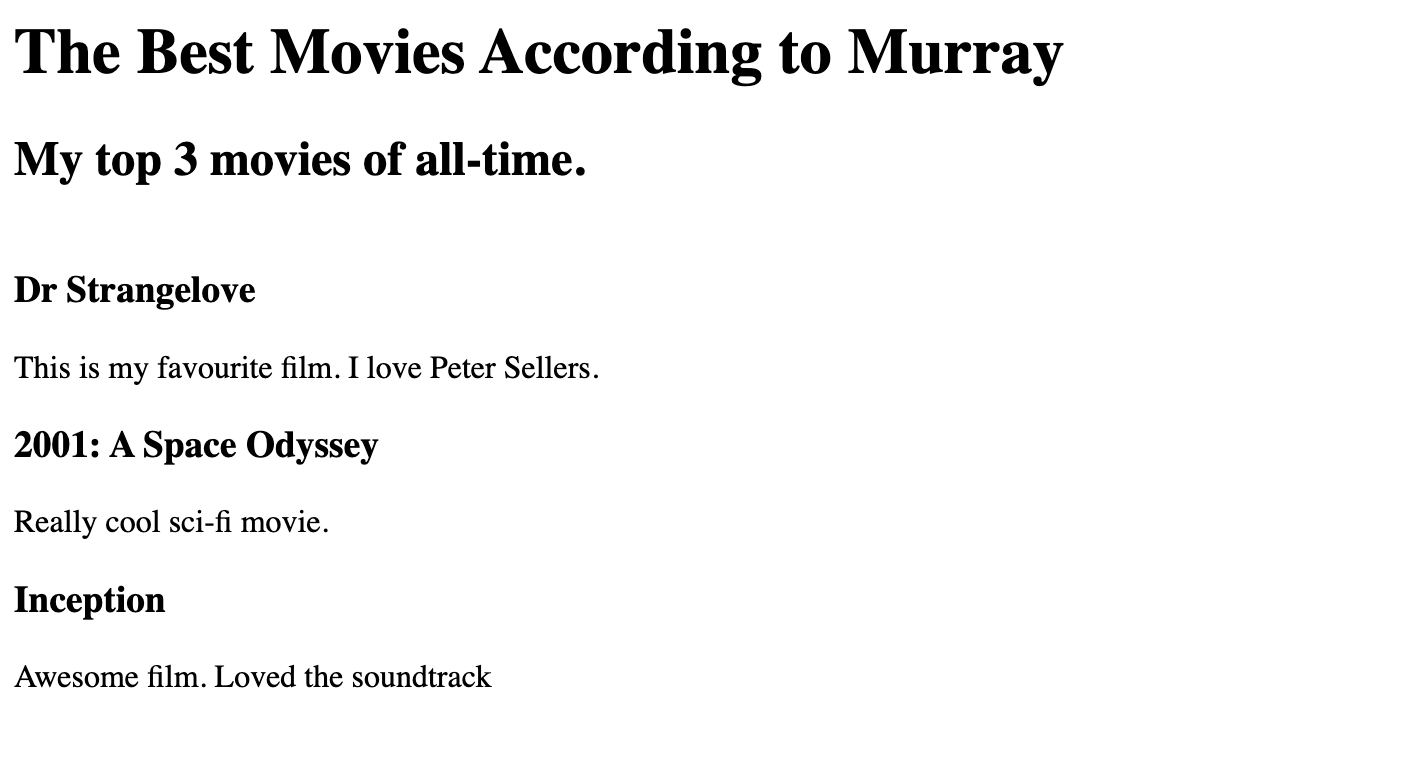 The Best Movies According to Murray
My top 3 movies of all-time.
Dr Strangelove
This is my favourite film. I love Peter Sellers.
2001: A Space Odyssey
Really cool sci-fi movie.
Inception
Awesome film. Loved the soundtrack